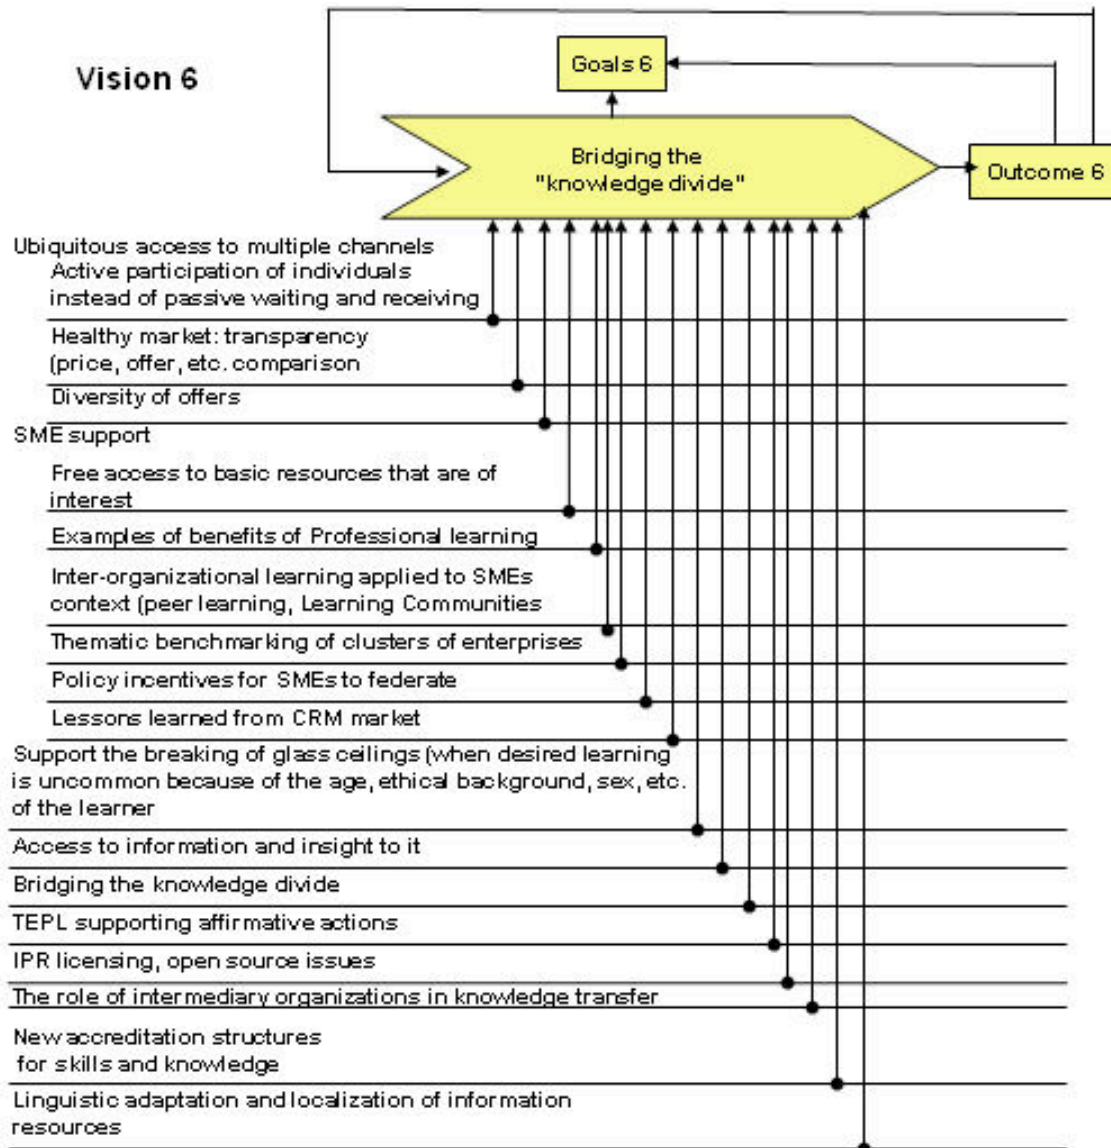 Vision 6
Goals 6
Bridging the
"knowledge divide"
Outcome 6
Ubiquitous access to multiple channels
Active participation of individuals
instead of passive waiting and receiving
Healthy market: transparency
(price, offer, etc. comparison
Diversity of offers
SME support
Free access to basic resources that are of
interest
Examples of benefits of Professional learning
Inter-organizational learning applied to SMEs
context (peer learning, Learning Communities
Thematic benchmarking of clusters of enterprises
Policy incentives for SMEs to federate
Lessons learned from CRM market
Support the breaking of glass ceilings (when desired learning
is uncommon because of the age, ethical background, sex, etc.
of the learner
Access to information and insight to it
Bridging the knowledge divide
TEPL supporting affirmative actions
IPR licensing, open source issues
The role of intermediary organizations in knowledge transfer
New accreditation structures
for skills and knowledge
Linguistic adaptation and localization of information
resources